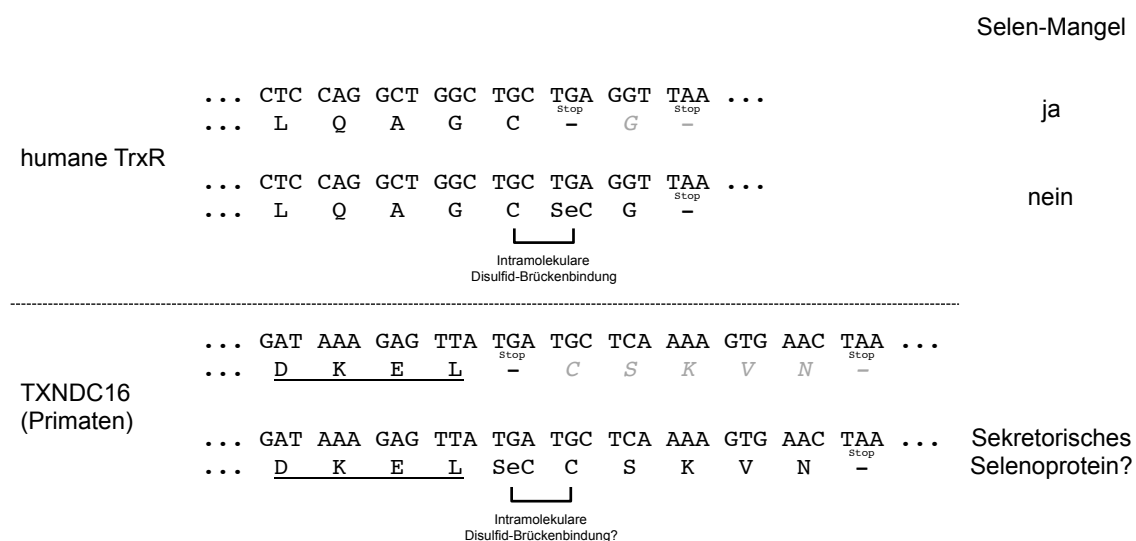 Selen-Mangel
... CTC CAG GCT GGC TGC TGA GGT TAA ...
Stop Stop
... L Q A G C – G –
ja
humane TrxR
... CTC CAG GCT GGC TGC TGA GGT TAA ...
Stop
... L Q A G C SeC G –
nein
Intramolekulare
Disulfid-Brückenbindung
... GAT AAA GAG TTA TGA TGC TCA AAA GTG AAC TAA ...
Stop Stop
... D K E L – C S K V N –
TXNDC16
(Primaten)
... GAT AAA GAG TTA TGA TGC TCA AAA GTG AAC TAA ...
Stop
... D K E L SeC C S K V N –
Sekretorisches
Selenoprotein?
Intramolekulare
Disulfid-Brückenbindung?